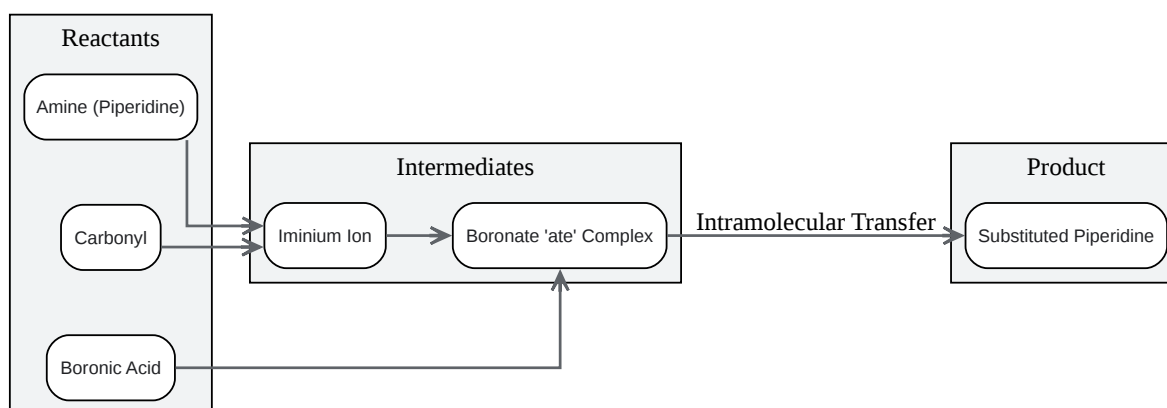 Reactants
Amine (Piperidine)
Carbonyl
Boronic Acid
Intermediates
Iminium Ion
Boronate 'ate' Complex
Intramolecular Transfer
Product
Substituted Piperidine